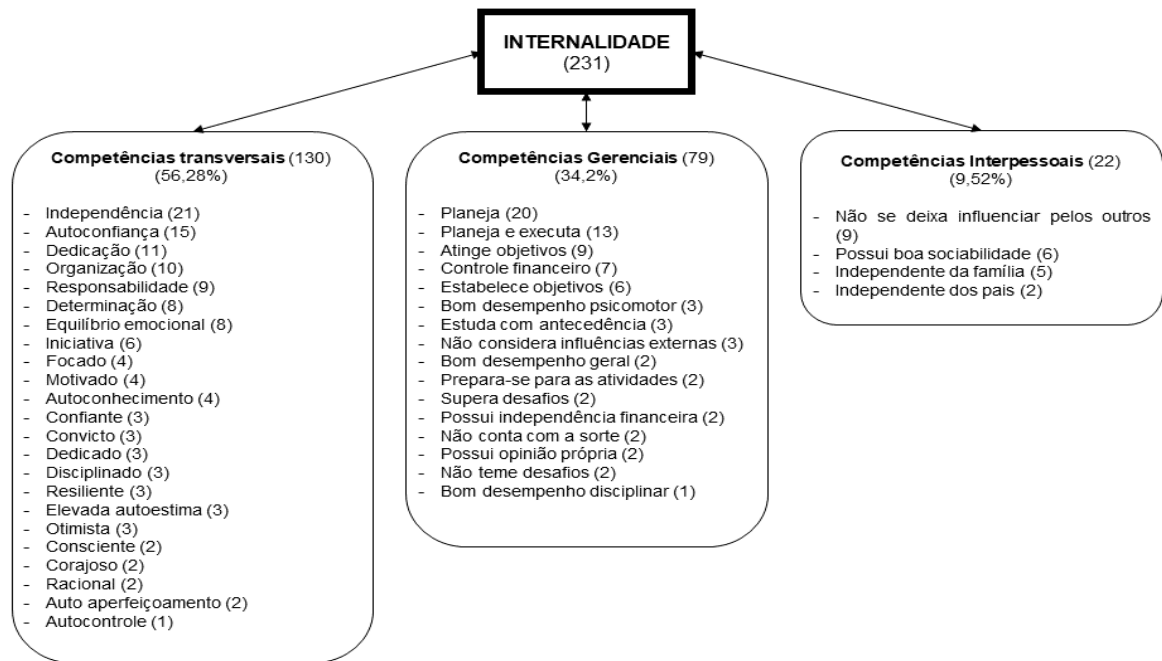 INTERNALIDADE
(231)
Competências transversais (130)
(56,28%)
- Independência (21)
- Autoconfiança (15)
- Dedicação (11)
- Organização (10)
- Responsabilidade (9)
- Determinação (8)
- Equilíbrio emocional (8)
- Iniciativa (6)
- Focado (4)
- Motivado (4)
- Autoconhecimento (4)
- Confiante (3)
- Convicto (3)
- Dedicado (3)
- Disciplinado (3)
- Resiliente (3)
- Elevada autoestima (3)
- Otimista (3)
- Consciente (2)
- Corajoso (2)
- Racional (2)
- Auto aperfeiçoamento (2)
- Autocontrole (1)
Competências Gerenciais (79)
(34,2%)
- Planeja (20)
- Planeja e executa (13)
- Atinge objetivos (9)
- Controle financeiro (7)
- Estabelece objetivos (6)
- Bom desempenho psicomotor (3)
- Estuda com antecedência (3)
- Não considera influências externas (3)
- Bom desempenho geral (2)
- Prepara-se para as atividades (2)
- Supera desafios (2)
- Possui independência financeira (2)
- Não conta com a sorte (2)
- Possui opinião própria (2)
- Não teme desafios (2)
- Bom desempenho disciplinar (1)
Competências Interpessoais (22)
(9,52%)
- Não se deixa influenciar pelos outros
(9)
- Possui boa sociabilidade (6)
- Independente da família (5)
- Independente dos pais (2)